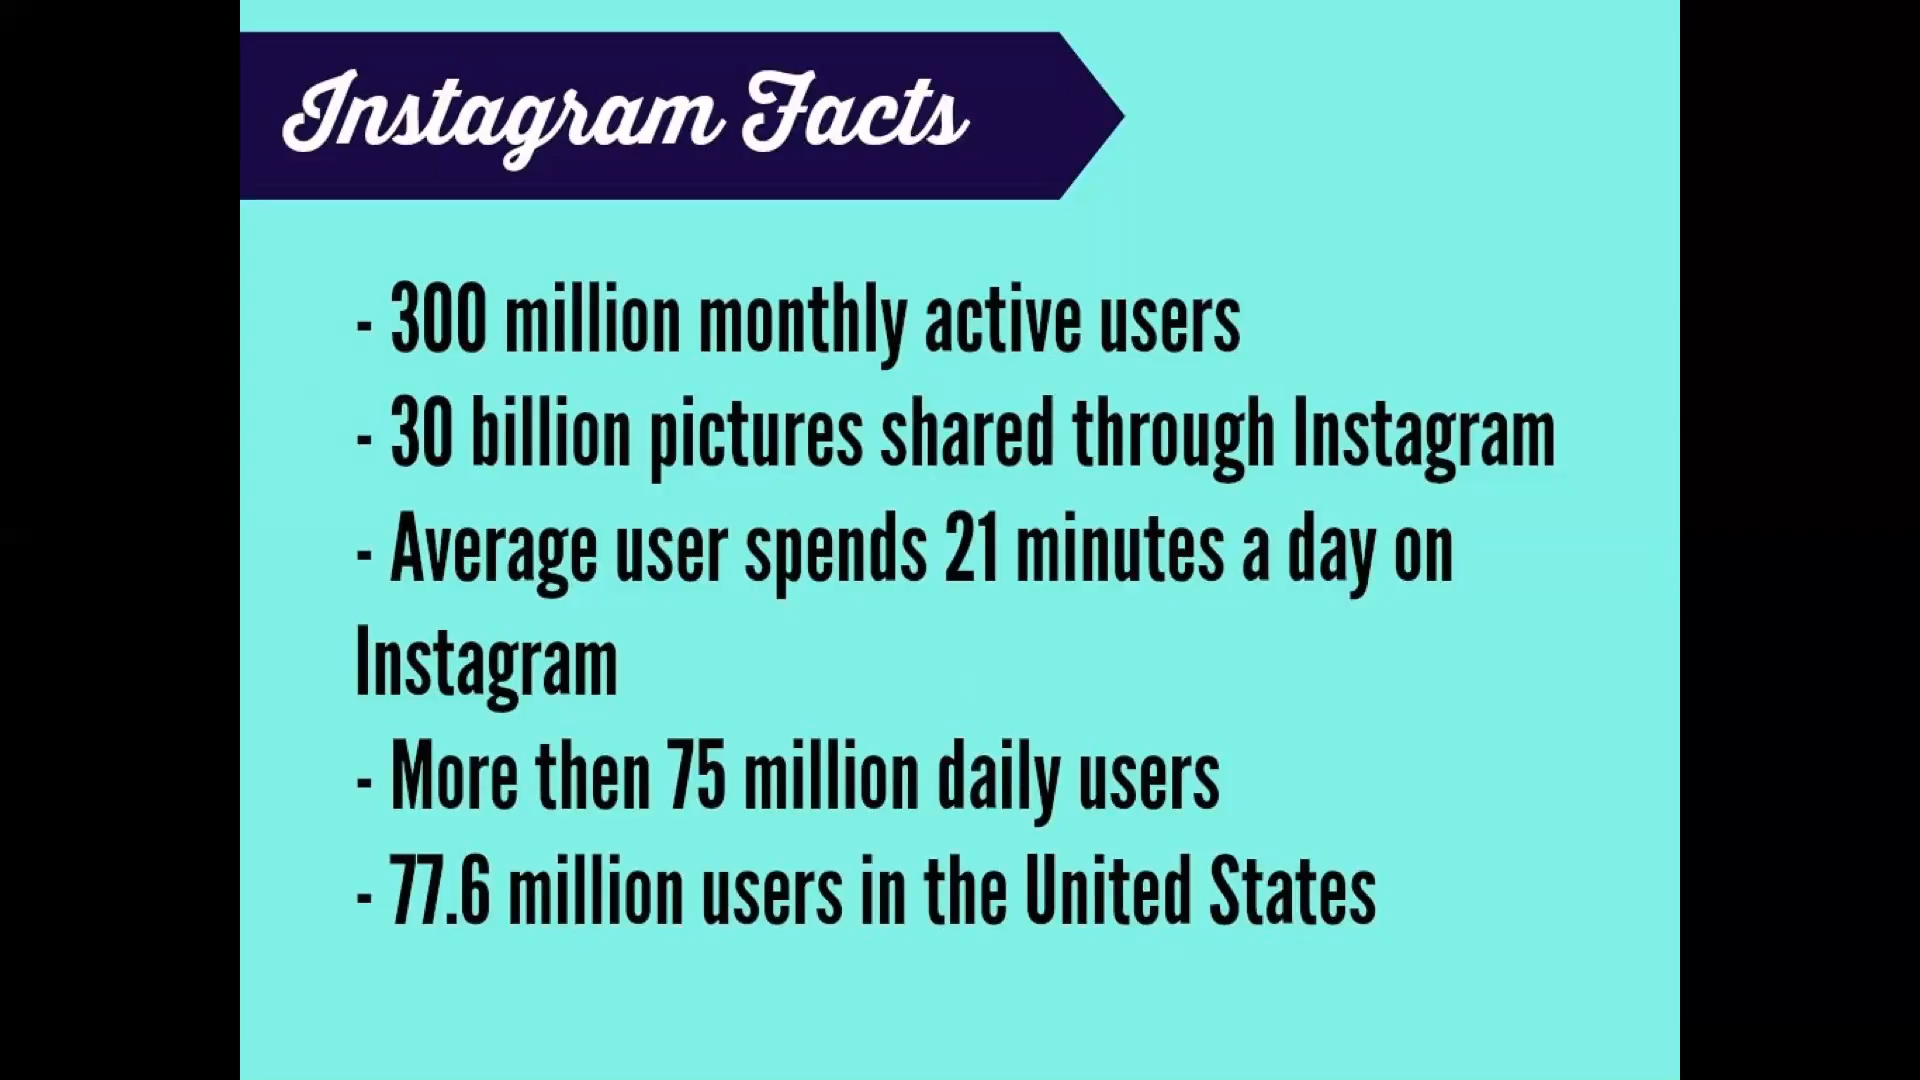 Instagram Facts
- 300 million monthly active users
- 30 billion pictures shared through Instagram
- Average user spends 21 minutes a day on
Instagram
- More then 75 million daily users
- 77.6 million users in the United States